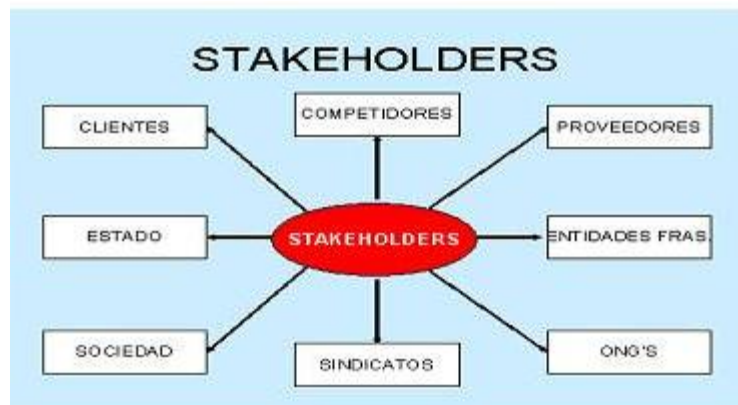 STAKEHOLDERS
CLIENTES
COMPETIDORES
PROVEEDORES
ESTADO
STAKEHOLDERS
ENTIDADES FRAS.
SOCIEDAD
SINDICATOS
ONG'S